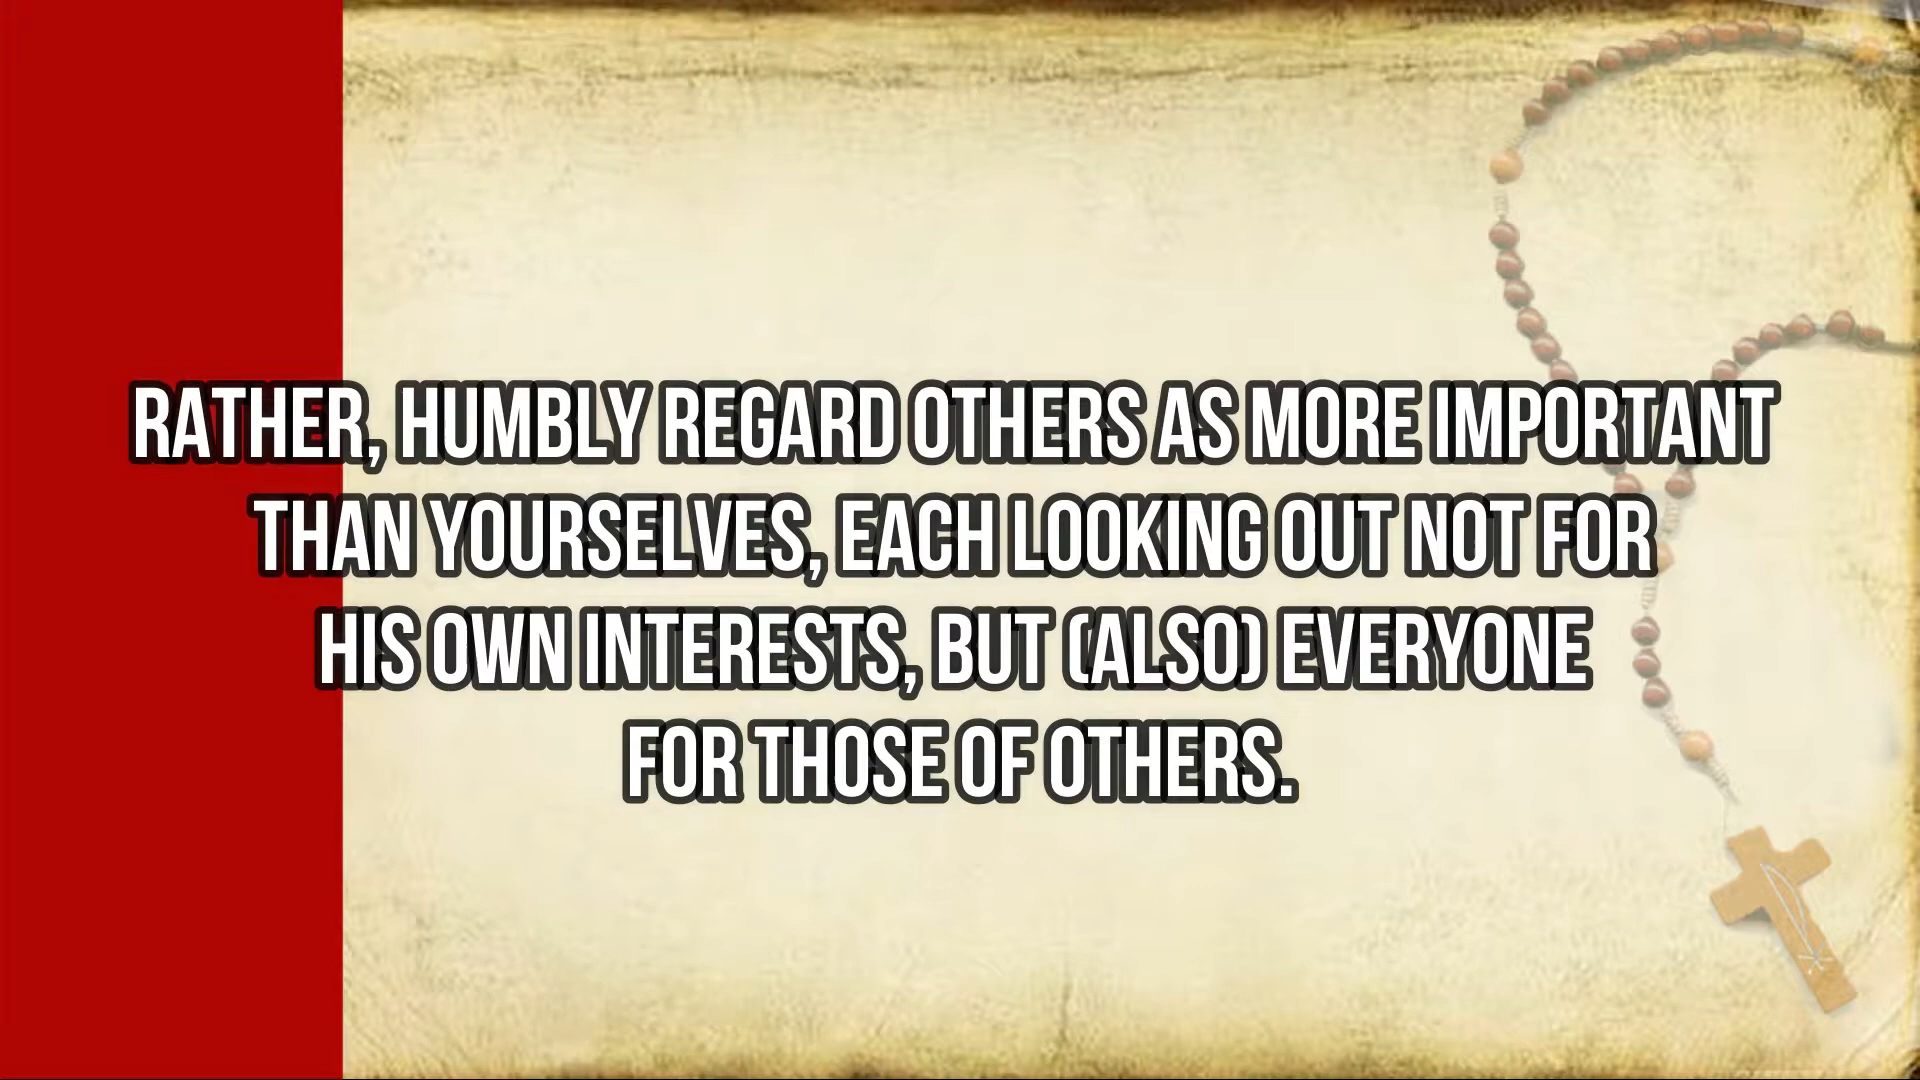 RATHER, HUMBLY REGARD OTHERS AS MORE IMPORTANT
THAN YOURSELVES, EACH LOOKING OUT NOT FOR
HIS OWN INTERESTS, BUT (ALSO) EVERYONE
FOR THOSE OF OTHERS.